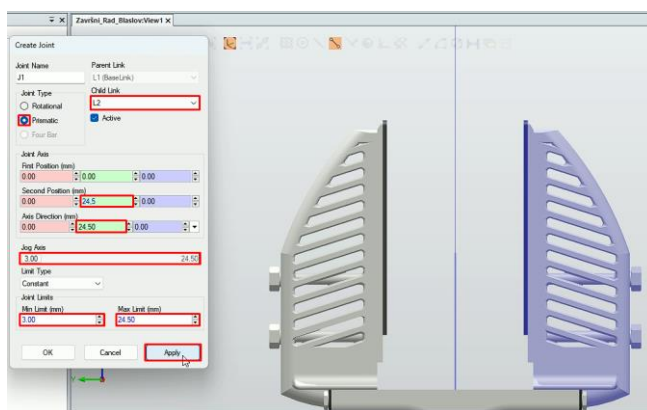 Završni_Rad_Blaslov:View1 X
Create Joint
Joint Name Parent Link
J1 L1 (BaseLink)
Joint Type Child Link
Rotational L2
Prismatic Active
Four Bar
Joint Axis
First Position (mm)
0.00 0.00 0.00
Second Position (mm)
0.00 24,5 0.00
Axis Direction (mm)
0.00 24.50 0.00
Jog Axis
3.00 24.50
Limit Type
Constant
Joint Limits
Min Limit (mm) Max Limit (mm)
3.00 24.50
OK Cancel Apply
Y